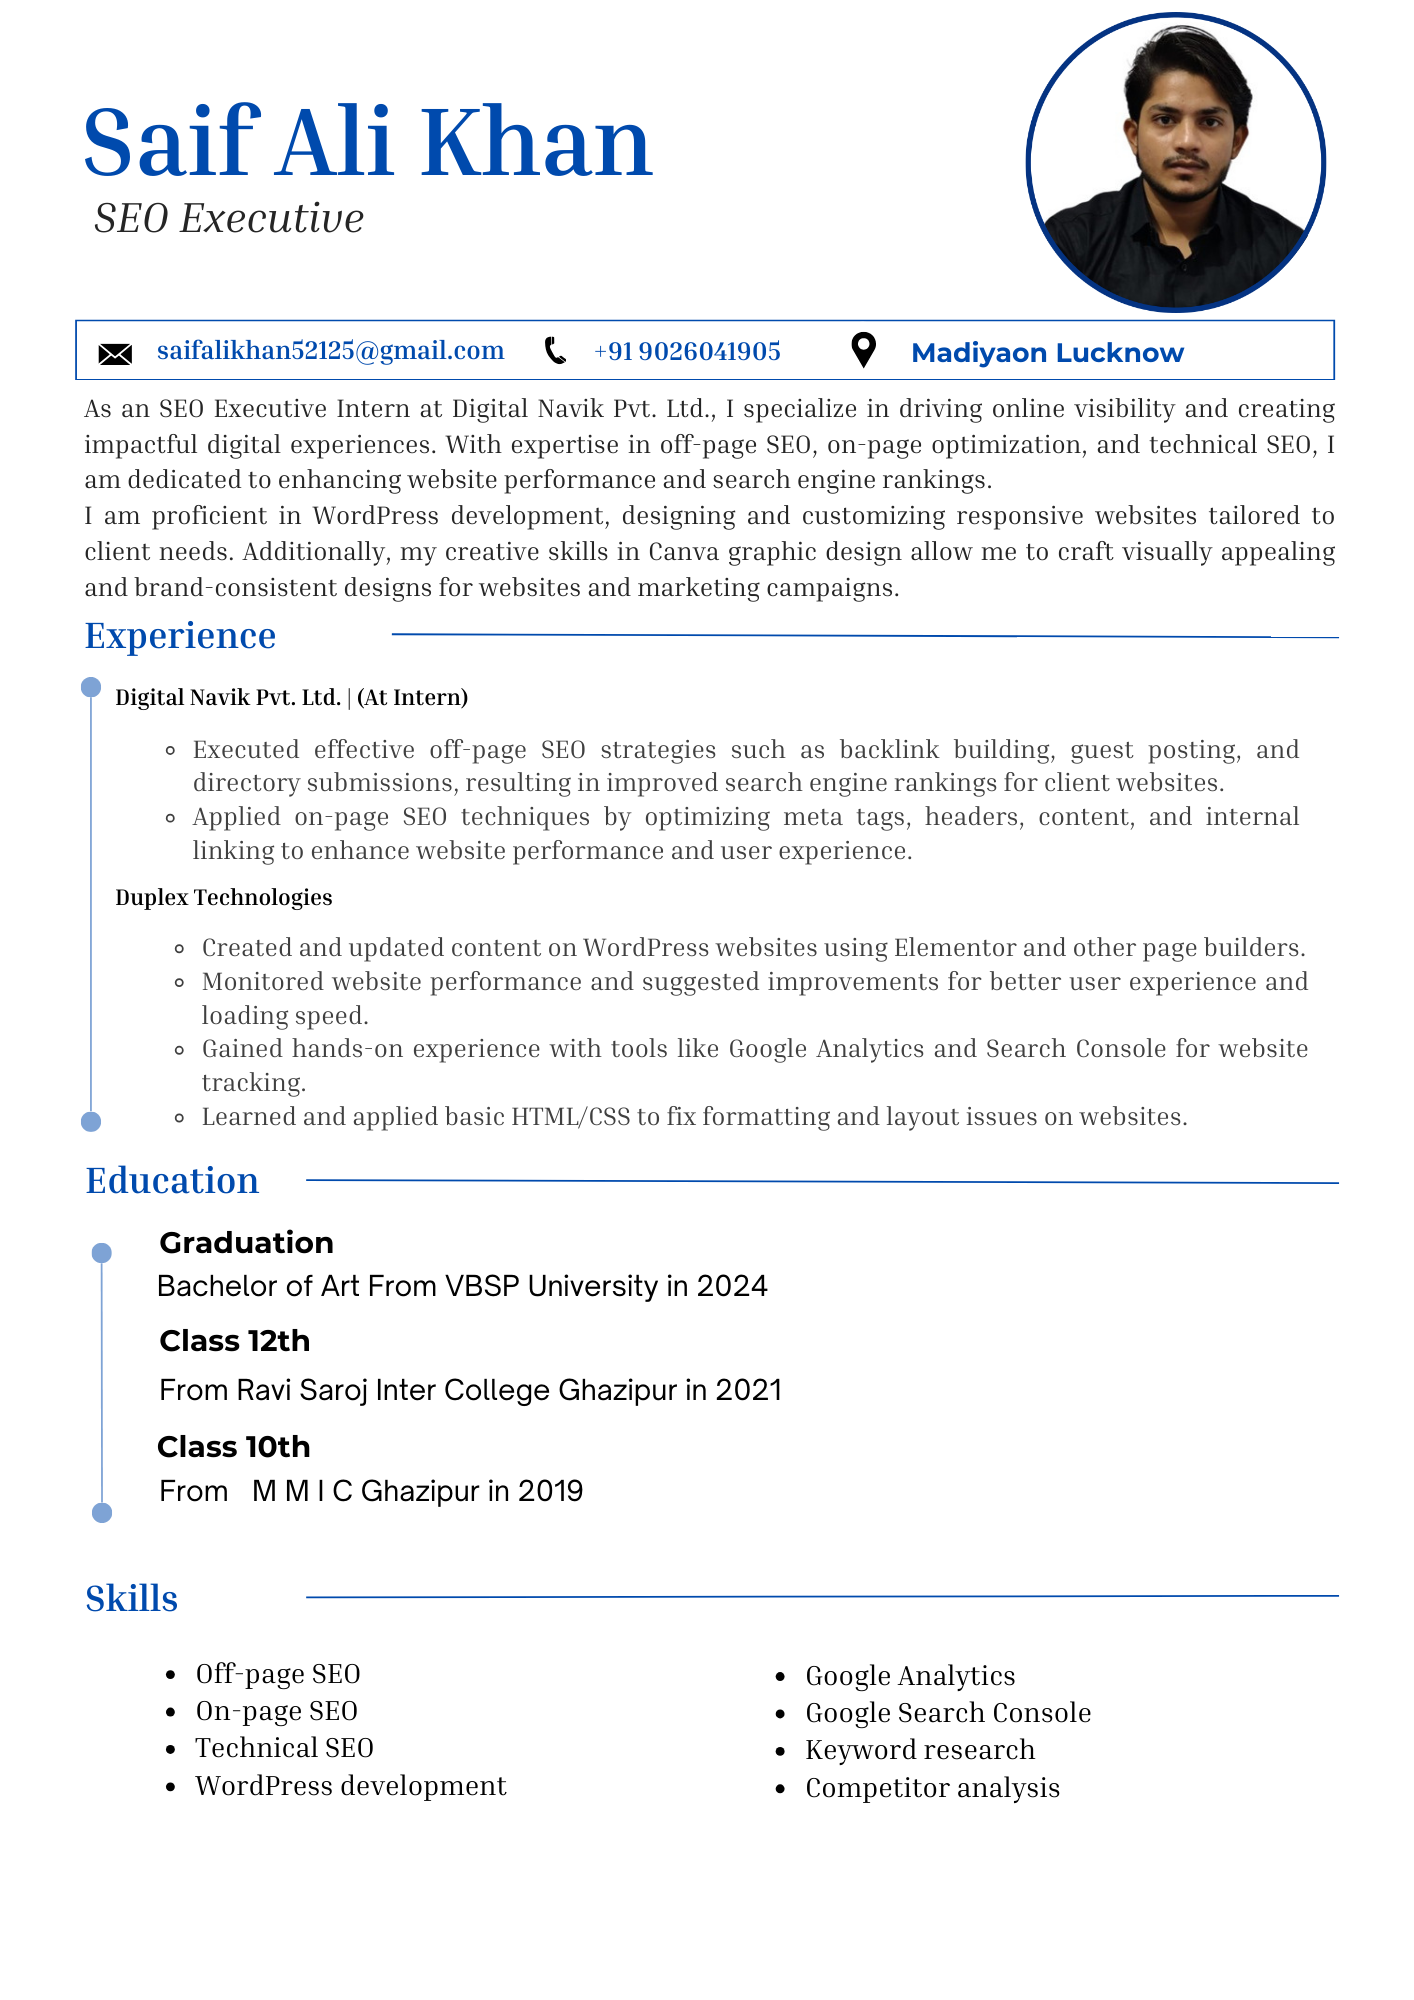 Saif Ali Khan
SEO Executive
saifalikhan52125@gmail.com +91 9026041905 Madiyaon Lucknow
As an SEO Executive Intern at Digital Navik Pvt. Ltd., I specialize in driving online visibility and creating
impactful digital experiences. With expertise in off-page SEO, on-page optimization, and technical SEO, I
am dedicated to enhancing website performance and search engine rankings.
I am proficient in WordPress development, designing and customizing responsive websites tailored to
client needs. Additionally, my creative skills in Canva graphic design allow me to craft visually appealing
and brand-consistent designs for websites and marketing campaigns.
Experience
Digital Navik Pvt. Ltd. | (At Intern)
Executed effective off-page SEO strategies such as backlink building, guest posting, and
directory submissions, resulting in improved search engine rankings for client websites.
Applied on-page SEO techniques by optimizing meta tags, headers, content, and internal
linking to enhance website performance and user experience.
Duplex Technologies
Created and updated content on WordPress websites using Elementor and other page builders.
Monitored website performance and suggested improvements for better user experience and
loading speed.
Gained hands-on experience with tools like Google Analytics and Search Console for website
tracking.
Learned and applied basic HTML/CSS to fix formatting and layout issues on websites.
Education
Graduation
Bachelor of Art From VBSP University in 2024
Class 12th
From Ravi Saroj Inter College Ghazipur in 2021
Class 10th
From M M I C Ghazipur in 2019
Skills
Off-page SEO
On-page SEO
Technical SEO
WordPress development
Google Analytics
Google Search Console
Keyword research
Competitor analysis